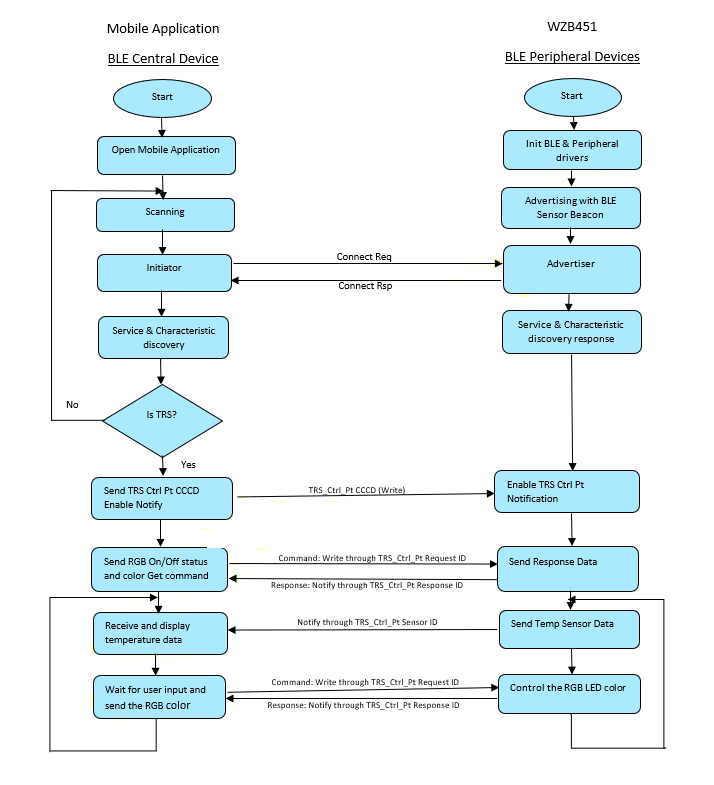 Mobile Application
BLE Central Device
Start
Open Mobile Application
Scanning
Initiator
Service & Characteristic
discovery
Is TRS?
No
Yes
Send TRS Ctrl Pt CCCD
Enable Notify
Send RGB On/Off status
and color Get command
Receive and display
temperature data
Wait for user input and
send the RGB color
Connect Req
Connect Rsp
TRS_Ctrl_Pt CCCD (Write)
Command: Write through TRS_Ctrl_Pt Request ID
Response: Notify through TRS_Ctrl_Pt Response ID
Notify through TRS_Ctrl_Pt Sensor ID
Command: Write through TRS_Ctrl_Pt Request ID
Response: Notify through TRS_Ctrl_Pt Response ID
WZB451
BLE Peripheral Devices
Start
Init BLE & Peripheral
drivers
Advertising with BLE
Sensor Beacon
Advertiser
Service & Characteristic
discovery response
Enable TRS Ctrl Pt
Notification
Send Response Data
Send Temp Sensor Data
Control the RGB LED color